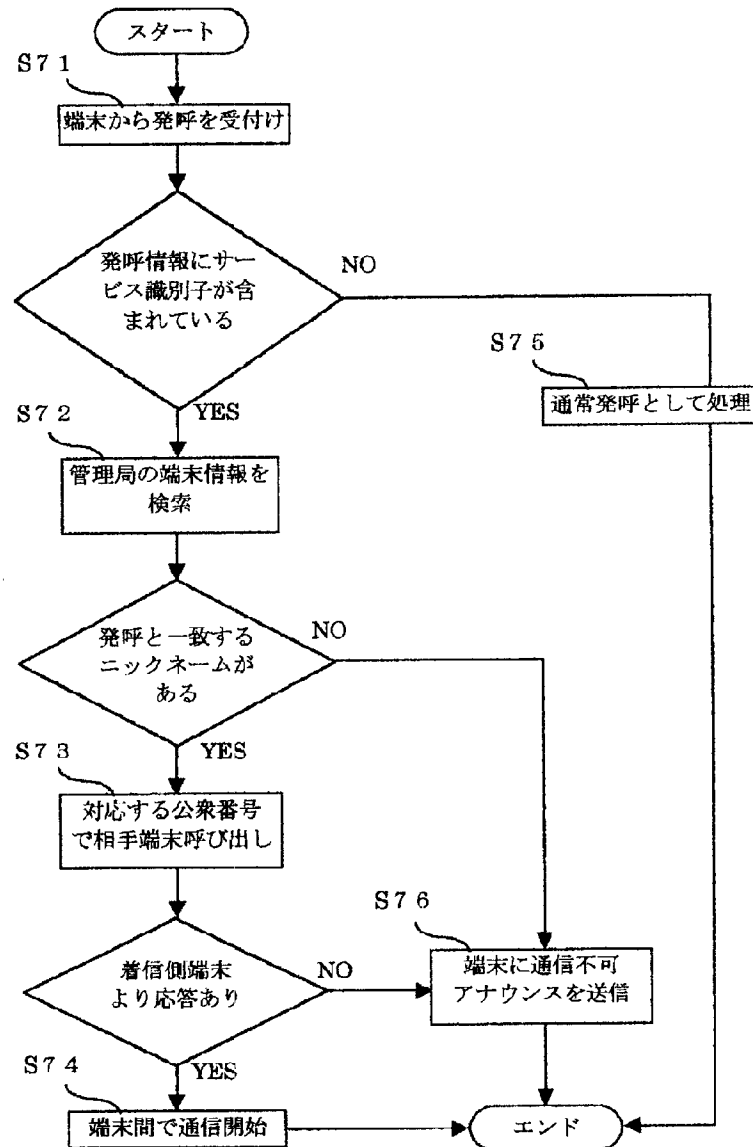 スタート
S71
端末から発呼を受付け
発呼情報にサー
ビス識別子が含
まれている
NO
YES
S75
通常発呼として処理
S72
管理局の端末情報を
検索
発呼と一致する
ニックネームが
ある
NO
YES
S73
対応する公衆番号
で相手端末呼び出し
着信側端末
より応答あり
NO
YES
S76
端末に通信不可
アナウンスを送信
S74
端末間で通信開始
エンド